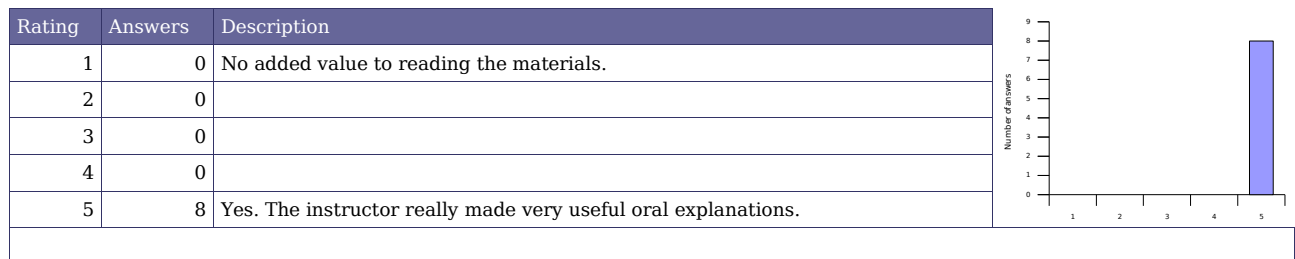 Rating Answers Description
1 0 No added value to reading the materials.
2 0
3 0
4 0
5 8 Yes. The instructor really made very useful oral explanations.
Number of answers
9
8
7
6
5
4
3
2
1
0
1 2 3 4 5